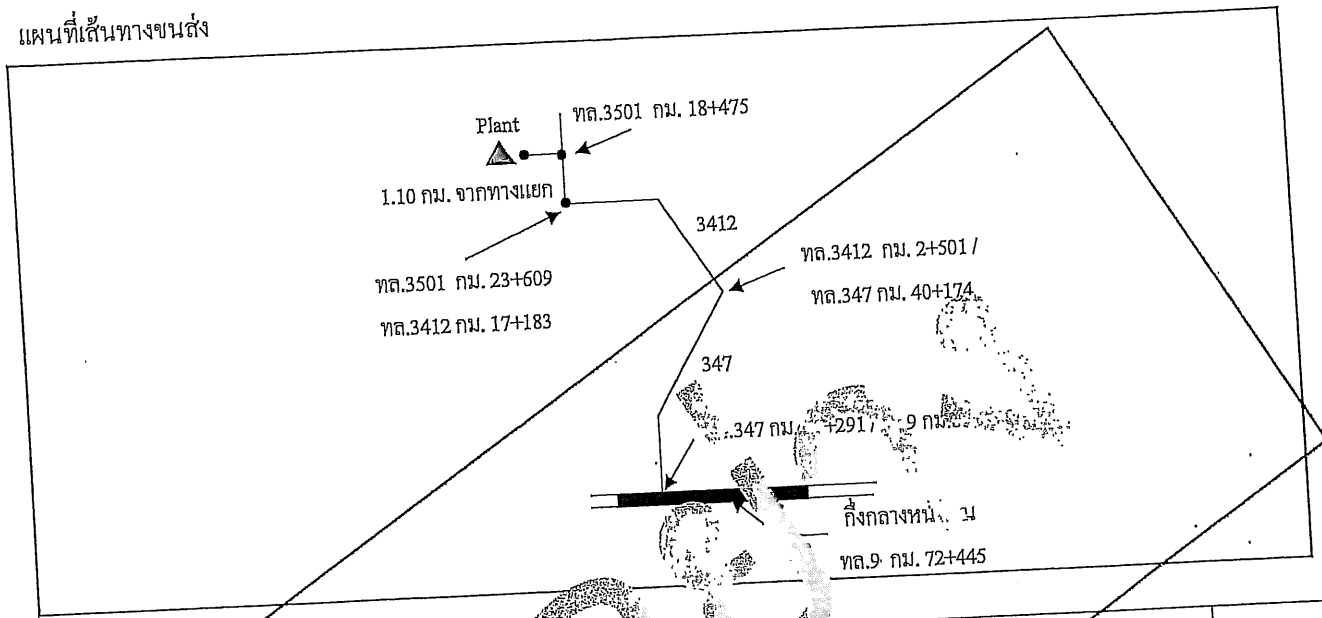 แผนที่เส้นทางขนส่ง
Plant
ทล.3501 กม. 18+475
1.10 กม. จากทางแยก
3412
ทล.3501 กม. 23+609
ทล.3412 กม. 17+183
ทล.3412 กม. 2+501 /
ทล.347 กม. 40+174
347
.347 กม. +291 / 9 กม.
กึ่งกลาง
ทล.9 กม. 72+445